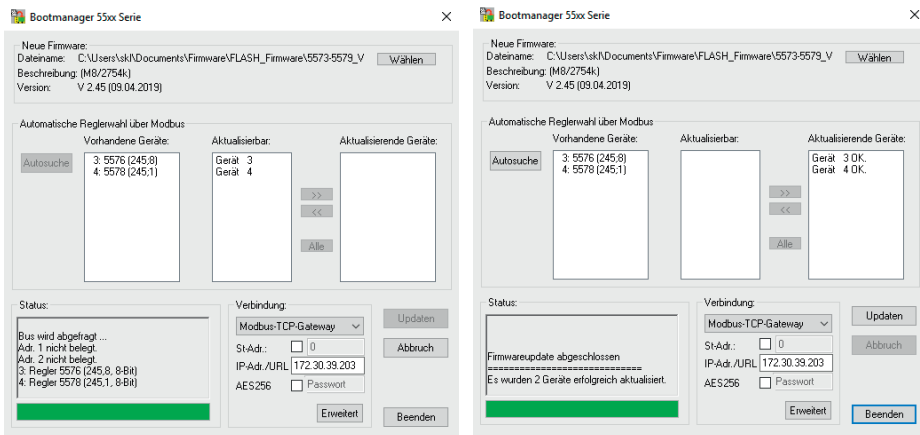 Bootmanager 55xx Serie
Neue Firmware:
Dateiname: C:\Users\skl\Documents\Firmware\FLASH_Firmware\5573-5579_V Wählen
Beschreibung: (M8/2754k)
Version: V 2.45 (09.04.2019)
Automatische Reglerwahl über Modbus
Vorhandene Geräte: Aktualisierbar: Aktualisierende Geräte:
Autosuche
3: 5576 (245;8) Gerät 3
4: 5578 (245;1) Gerät 4
>>
<<
Alle
Status:
Bus wird abgefragt ...
Adr. 1 nicht belegt.
Adr. 2 nicht belegt.
3: Regler 5576 (245,8, 8-Bit)
4: Regler 5578 (245,1, 8-Bit)
Verbindung:
Modbus-TCP-Gateway
St-Adr.: 0
IP-Adr./URL 172.30.39.203
AES256 Passwort
Erweitert
Updaten
Abbruch
Beenden
Bootmanager 55xx Serie
Neue Firmware:
Dateiname: C:\Users\skl\Documents\Firmware\FLASH_Firmware\5573-5579_V Wählen
Beschreibung: (M8/2754k)
Version: V 2.45 (09.04.2019)
Automatische Reglerwahl über Modbus
Vorhandene Geräte: Aktualisierbar: Aktualisierende Geräte:
Autosuche
3: 5576 (245;8) Gerät 3 OK.
4: 5578 (245;1) Gerät 4 OK.
>>
<<
Alle
Status:
Firmwareupdate abgeschlossen
============================
Es wurden 2 Geräte erfolgreich aktualisiert.
Verbindung:
Modbus-TCP-Gateway
St-Adr.: 0
IP-Adr./URL 172.30.39.203
AES256 Passwort
Erweitert
Updaten
Abbruch
Beenden